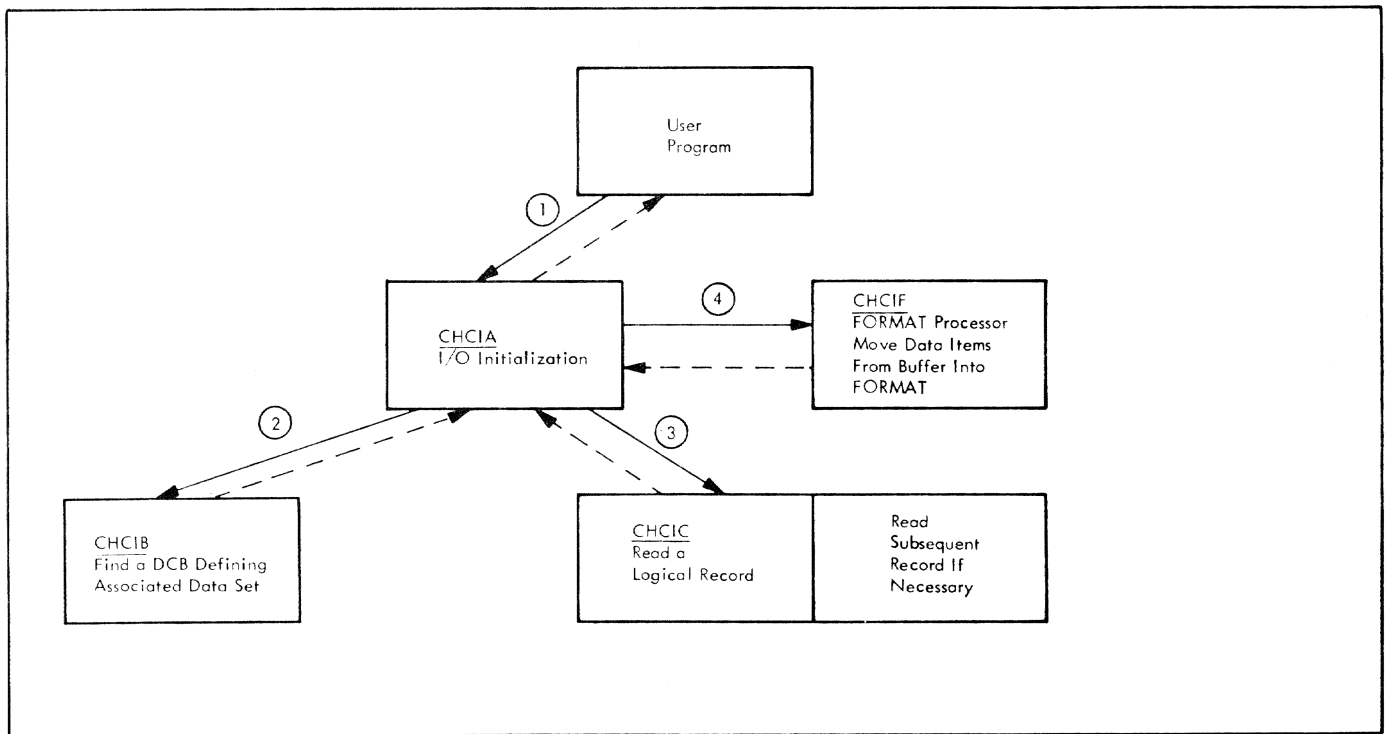 User
Program
1
CHCIA
I/O Initialization
4
CHCIF
FORMAT Processor
Move Data Items
From Buffer Into
FORMAT
2
3
CHCIB
Find a DCB Defining
Associated Data Set
CHCIC
Read a
Logical Record
Read
Subsequent
Record If
Necessary